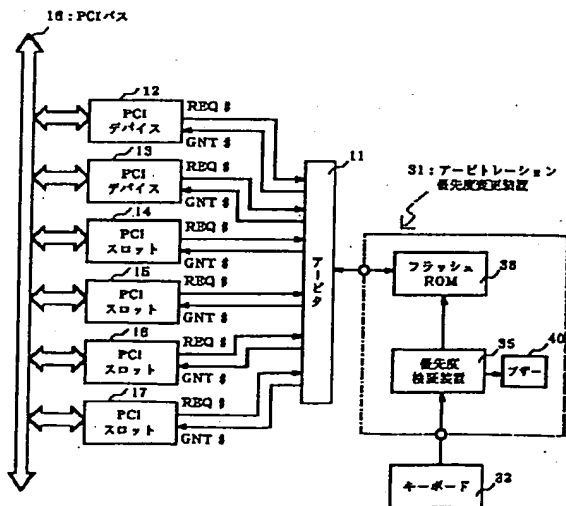 18:PCIバス
12
PCI
デバイス
REQ $
GNT $
13
PCI
デバイス
REQ $
GNT $
14
PCI
スロット
REQ $
GNT $
15
PCI
スロット
REQ $
GNT $
16
PCI
スロット
REQ $
GNT $
17
PCI
スロット
REQ $
GNT $
11
アービタ
31:アービトレーション
優先度変更装置
フラッシュ
ROM
38
優先度
検証装置
35
ブザー
40
キーボード
32